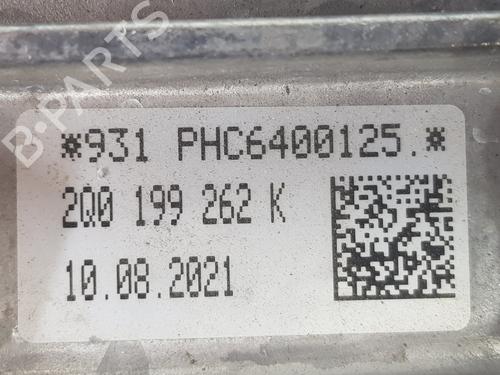 B-PARTS
*931 PHC6400125.*
2Q0 199 262 K
10.08.2021